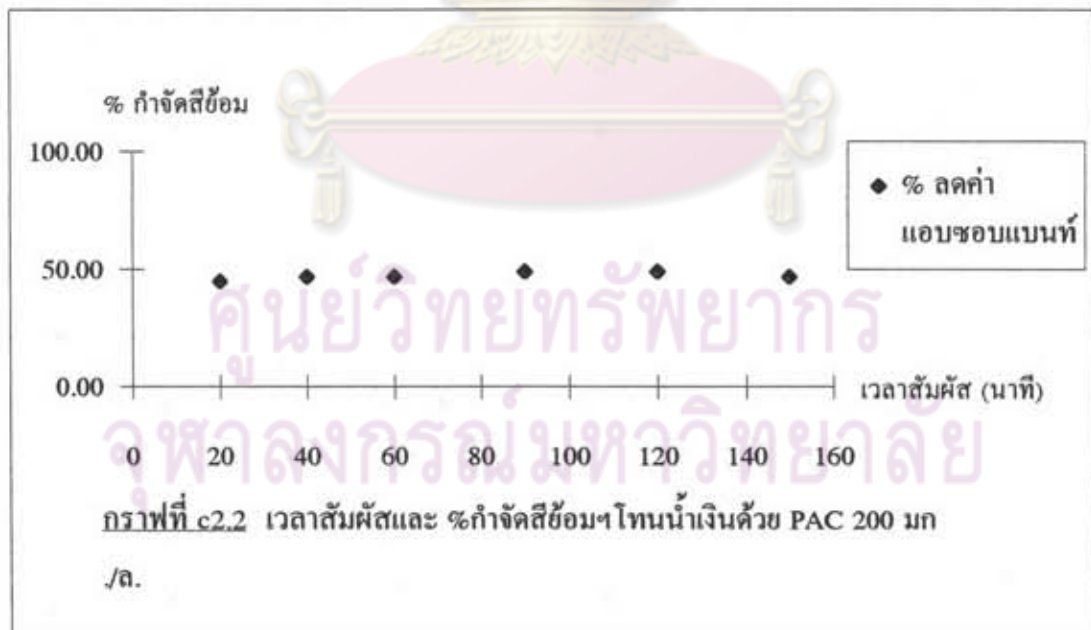 % กำจัดสีย้อม
100.00
50.00
0.00
◆ % ลดค่า
แอบซอบแบนท์
เวลาสัมผัส (นาที)
0 20 40 60 80 100 120 140 160
ศูนย์วิทยทรัพยากร
จุฬาลงกรณ์มหาวิทยาลัย
กราฟที่ c2.2 เวลาสัมผัสและ %กำจัดสีย้อมฯโทนน้ำเงินด้วย PAC 200 มก
./ล.